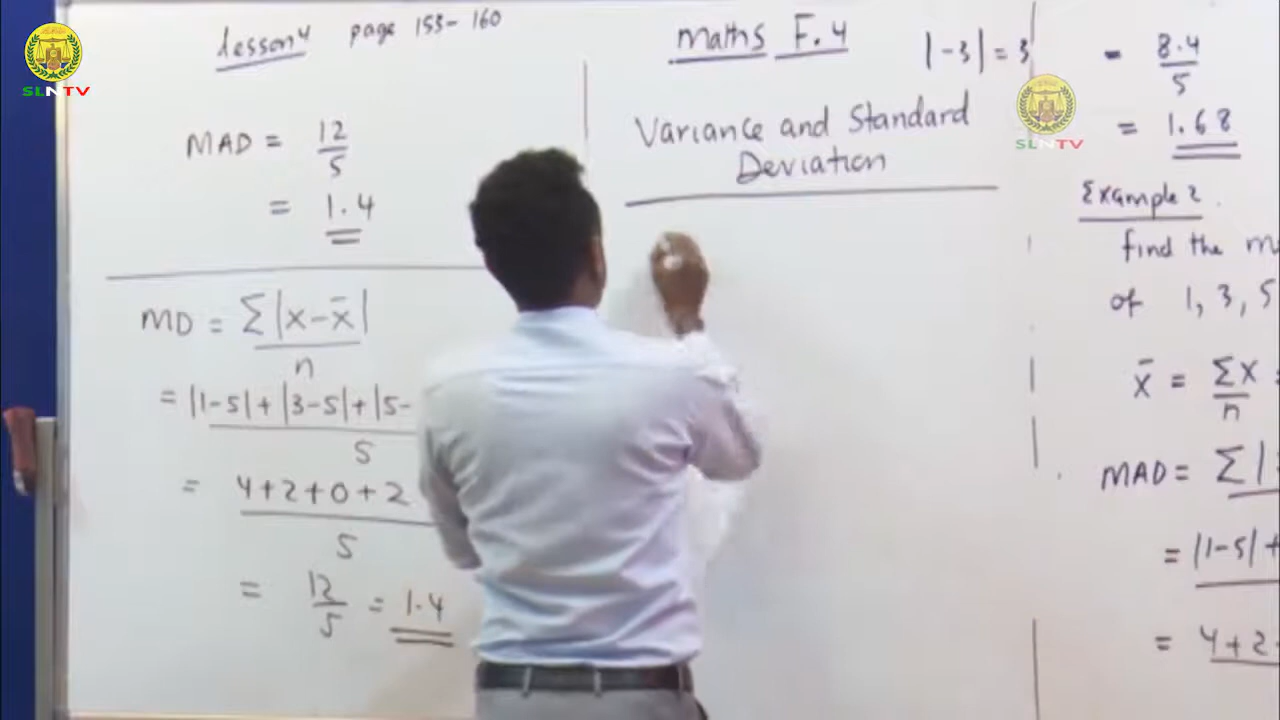 SLNTV
lesson 4 page 153-160
MAD = 12/5
= 1.4
MD = Σ|x-x̄|/n
= |1-5|+|3-5|+|5-
5
= 4+2+0+2
5
= 12/5 = 1.4
maths F.4
|-3| = 3
Variance and Standard
Deviation
SLNTV
= 8.4/5
= 1.68
Example 2.
find the m
of 1, 3, 5
x̄ = Σx/n =
MAD = Σ|
= |1-5|+
= 4+2